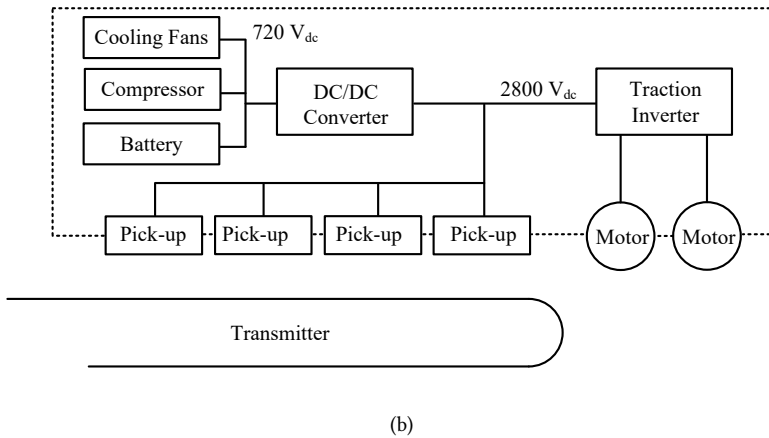 Cooling Fans
720 Vdc
Compressor
DC/DC
Converter
2800 Vdc
Traction
Inverter
Battery
Pick-up
Pick-up
Pick-up
Pick-up
Motor
Motor
Transmitter
(b)